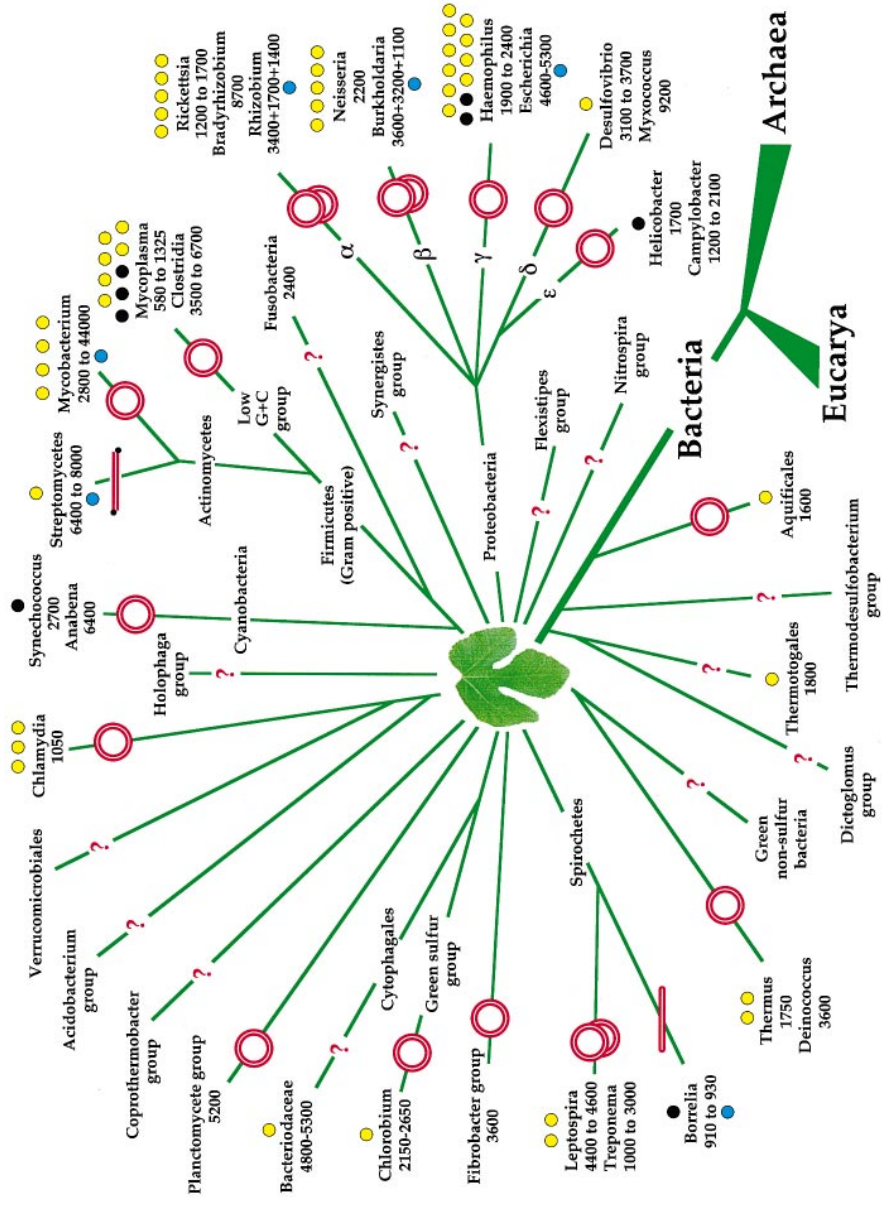 Rickettsia
1200 to 1700
Bradyrhizobium
8700
Rhizobium
3400+1700+1400
Neisseria
2200
Burkholdaria
3600+3200+1100
Haemophilus
1900 to 2400
Escherichia
4600-5300
Desulfovibrio
3100 to 3700
Myxococcus
9200
Helicobacter
1700
Campylobacter
1200 to 2100
α
β
γ
δ
ε
Proteobacteria
Archaea
Eucarya
Bacteria
Mycoplasma
580 to 1325
Clostridia
3500 to 6700
Low
G+C
group
Mycobacterium
2800 to 44000
Streptomycetes
6400 to 8000
Actinomycetes
Firmicutes
(Gram positive)
Fusobacteria
2400
?
Synergistes
group
?
Flexistipes
group
?
Nitrospira
group
?
Synechococcus
2700
Anabena
6400
Cyanobacteria
Holophaga
group
?
Chlamydia
1050
Verrucomicrobiales
?
Acidobacterium
group
?
Coprothermobacter
group
?
Planctomycete group
5200
Bacteriodaceae
4800-5300
?
Cytophagales
Green sulfur
group
Chlorobium
2150-2650
Fibrobacter group
3600
Spirochetes
Leptospira
4400 to 4600
Treponema
1000 to 3000
Borrelia
910 to 930
Thermus
1750
Deinococcus
3600
Green
non-sulfur
bacteria
?
Dictoglomus
group
?
Thermotogales
1800
?
Thermodesulfobacterium
group
?
Aquificales
1600